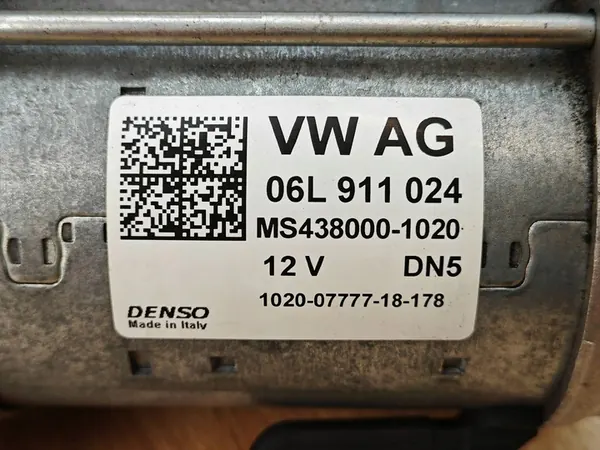 VW AG
06L 911 024
MS438000-1020
12 V DN5
1020-07777-18-178
DENSO
Made in Italy